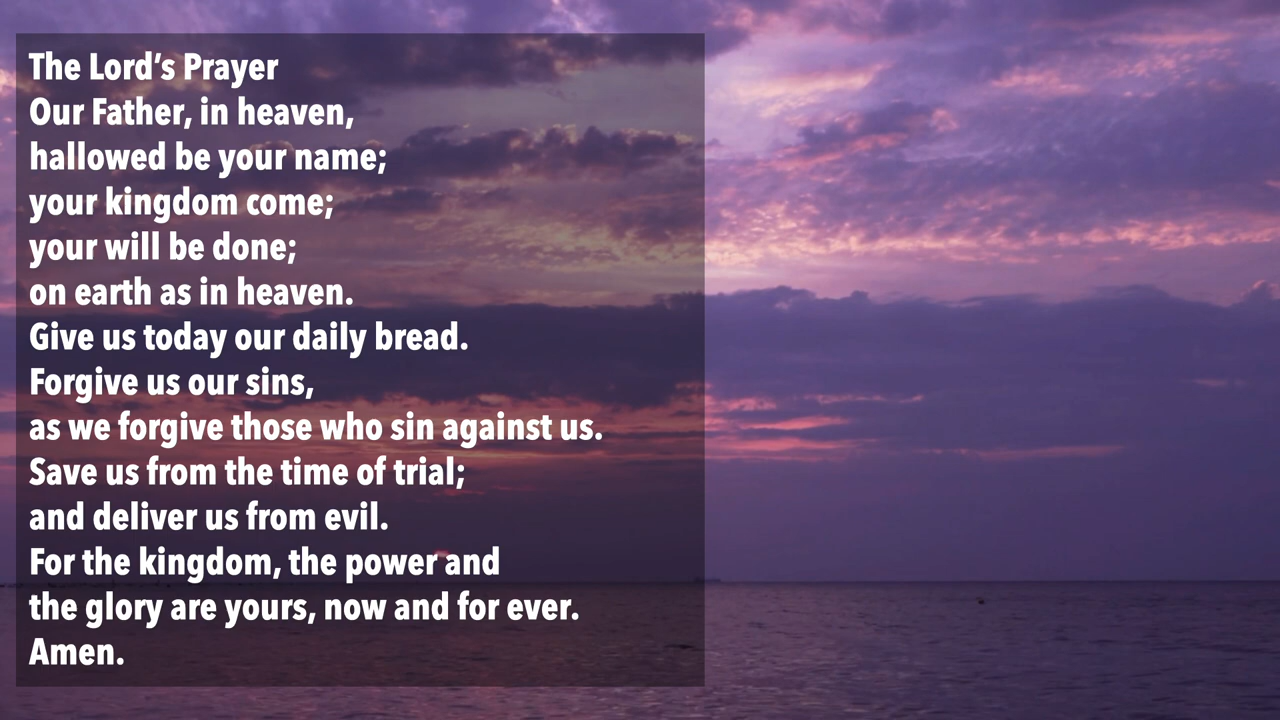 The Lord’s Prayer
Our Father, in heaven,
hallowed be your name;
your kingdom come;
your will be done;
on earth as in heaven.
Give us today our daily bread.
Forgive us our sins,
as we forgive those who sin against us.
Save us from the time of trial;
and deliver us from evil.
For the kingdom, the power and
the glory are yours, now and for ever.
Amen.